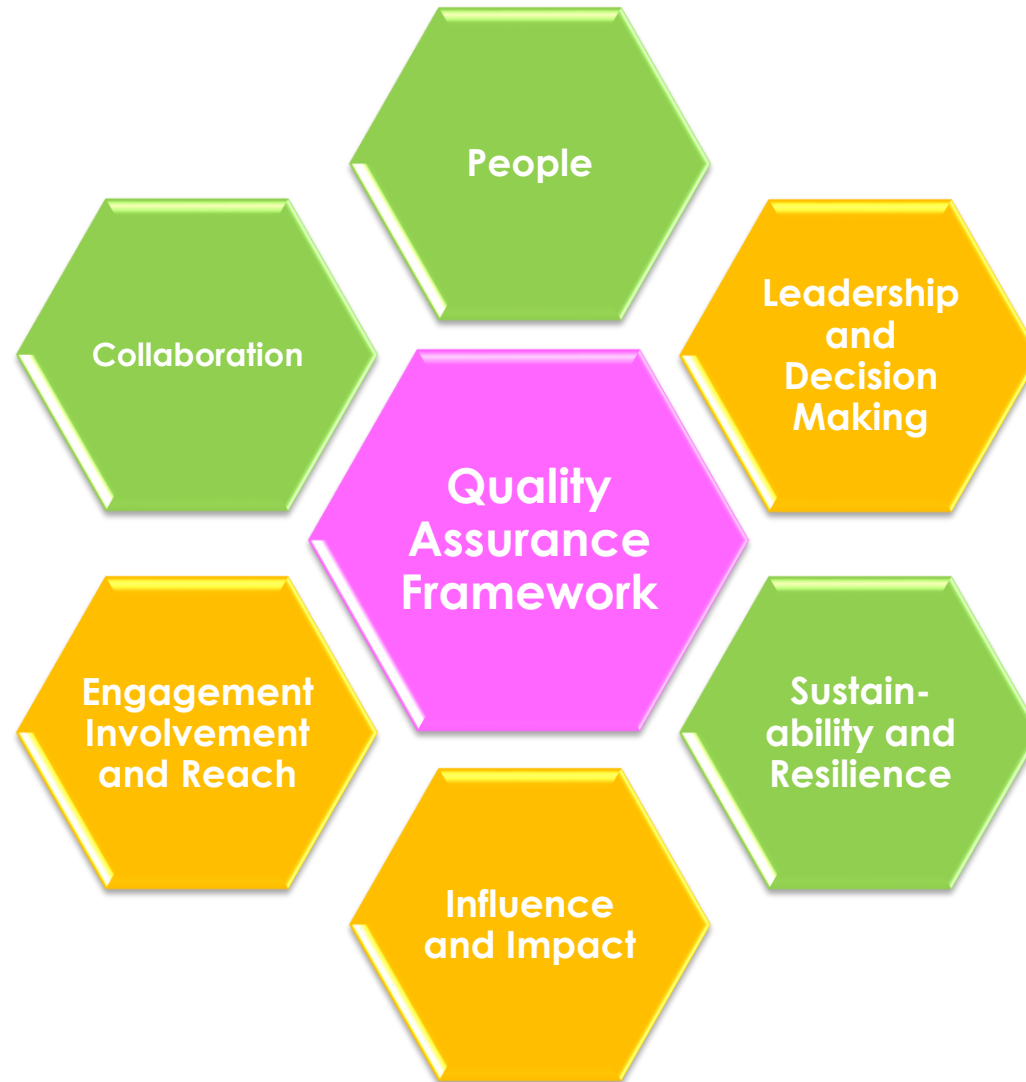 People
Leadership
and
Decision
Making
Collaboration
Quality
Assurance
Framework
Sustain-
ability and
Resilience
Engagement
Involvement
and Reach
Influence
and Impact